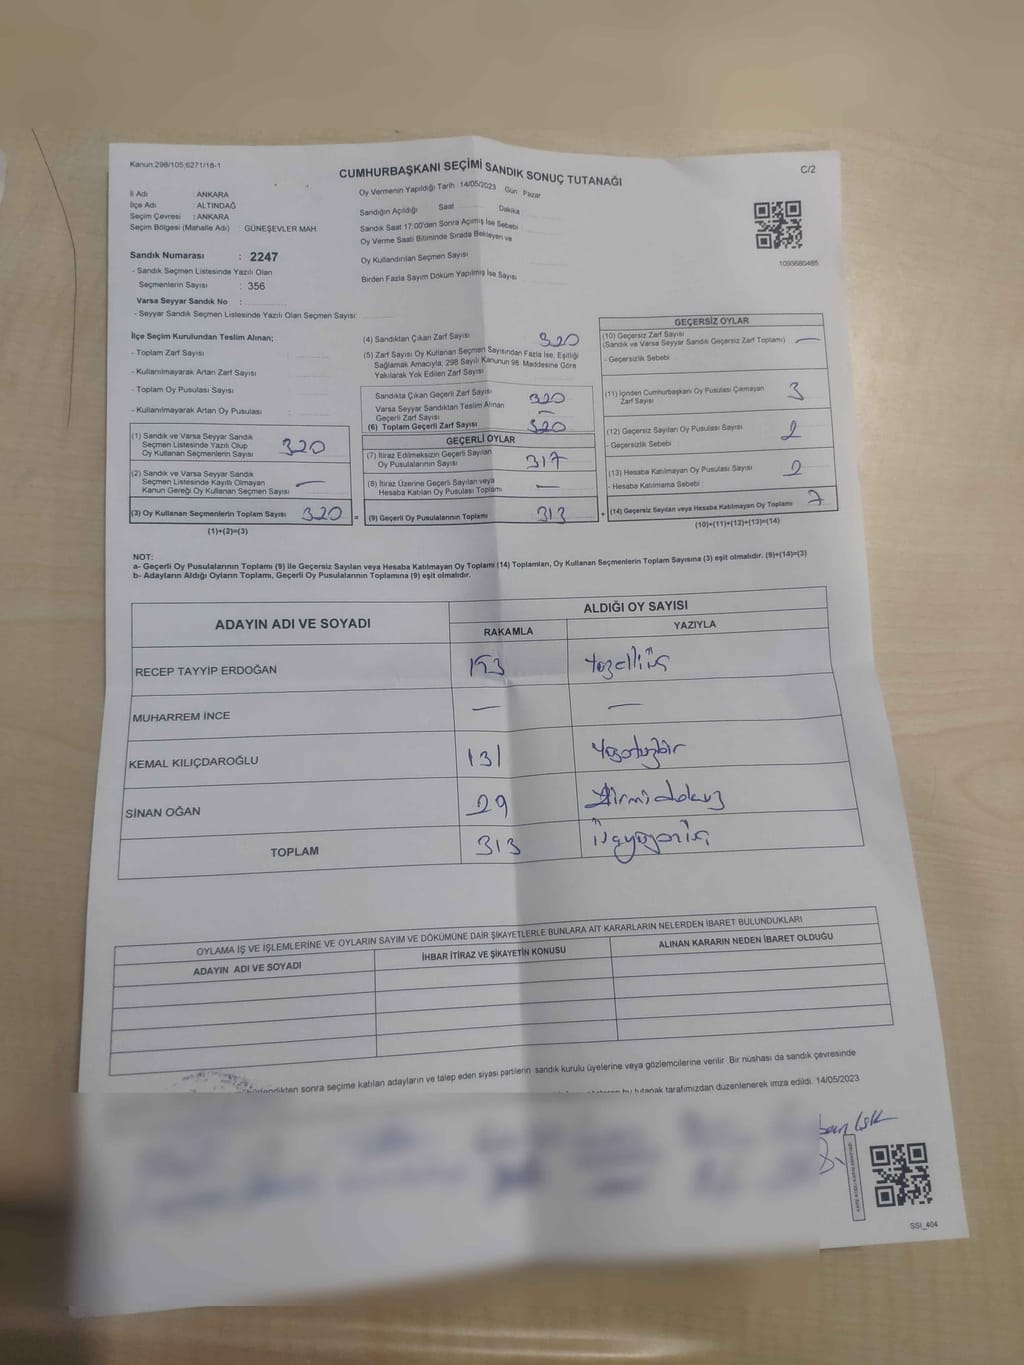 Kanun:298/105;6271/18-1
C/2
CUMHURBAŞKANI SEÇİMİ SANDIK SONUÇ TUTANAĞI
İl Adı ANKARA
İlçe Adı : ALTINDAĞ
Seçim Çevresi : ANKARA
Seçim Bölgesi (Mahalle Adı) GÜNEŞEVLER MAH
Sandık Numarası : 2247
- Sandık Seçmen Listesinde Yazılı Olan
Seçmenlerin Sayısı : 356
Varsa Seyyar Sandık No :
- Seyyar Sandık Seçmen Listesinde Yazılı Olan Seçmen Sayısı :
Oy Vermenin Yapıldığı Tarih :14/05/2023 Gün : Pazar
Sandığın Açıldığı Saat Dakika
Sandık Saat 17:00'den Sonra Açımış İse Sebebi
Oy Verme Saati Bitiminde Sırada Bekleyen ve
Oy Kullandırılan Seçmen Sayısı
Birden Fazla Sayım Döküm Yapılmış İse Sayısı
1093680485
İlçe Seçim Kurulundan Teslim Alınan;
- Toplam Zarf Sayısı :
- Kullanılmayarak Artan Zarf Sayısı :
- Toplam Oy Pusulası Sayısı :
- Kullanılmayarak Artan Oy Pusulası :
(1) Sandık ve Varsa Seyyar Sandık
Seçmen Listesinde Yazılı Olup
Oy Kullanan Seçmenlerin Sayısı 320
(2) Sandık ve Varsa Seyyar Sandık
Seçmen Listesinde Kayıtlı Olmayan
Kanun Gereği Oy Kullanan Seçmen Sayısı —
(3) Oy Kullanan Seçmenlerin Toplam Sayısı 320 =
(1)+(2)=(3)
(4) Sandıktan Çıkan Zarf Sayısı 320
(5) Zarf Sayısı Oy Kullanan Seçmen Sayısından Fazla İse, Eşitliği
Sağlamak Amacıyla; 298 Sayılı Kanunun 98. Maddesine Göre
Yakılarak Yok Edilen Zarf Sayısı
Sandıkta Çıkan Geçerli Zarf Sayısı 320
Varsa Seyyar Sandıktan Teslim Alınan
Geçerli Zarf Sayısı —
(6) Toplam Geçerli Zarf Sayısı 320
GEÇERLİ OYLAR
(7) İtiraz Edilmeksizin Geçerli Sayılan
Oy Pusulalarının Sayısı 317
(8) İtiraz Üzerine Geçerli Sayılan veya
Hesaba Katılan Oy Pusulası Toplamı —
(9) Geçerli Oy Pusulalarının Toplamı 313 +
GEÇERSİZ OYLAR
(10) Geçersiz Zarf Sayısı
(Sandık ve Varsa Seyyar Sandık Geçersiz Zarf Toplamı) —
- Geçersizlik Sebebi
(11) İçinden Cumhurbaşkanı Oy Pusulası Çıkmayan
Zarf Sayısı 3
(12) Geçersiz Sayılan Oy Pusulası Sayısı 2
- Geçersizlik Sebebi
(13) Hesaba Katılmayan Oy Pusulası Sayısı 2
- Hesaba Katılmama Sebebi
(14) Geçersiz Sayılan veya Hesaba Katılmayan Oy Toplamı 7
(10)+(11)+(12)+(13)=(14)
NOT:
a- Geçerli Oy Pusulalarının Toplamı (9) ile Geçersiz Sayılan veya Hesaba Katılmayan Oy Toplamı (14) Toplamları, Oy Kullanan Seçmenlerin Toplam Sayısına (3) eşit olmalıdır. (9)+(14)=(3)
b- Adayların Aldığı Oyların Toplamı, Geçerli Oy Pusulalarının Toplamına (9) eşit olmalıdır.
ADAYIN ADI VE SOYADI
ALDIĞI OY SAYISI
RAKAMLA YAZIYLA
RECEP TAYYİP ERDOĞAN 153 Yüzelliüç
MUHARREM İNCE — —
KEMAL KILIÇDAROĞLU 131 Yüzotuzbir
SİNAN OĞAN 29 Yirmidokuz
TOPLAM 313 Üçyüzonüç
OYLAMA İŞ VE İŞLEMLERİNE VE OYLARIN SAYIM VE DÖKÜMÜNE DAİR ŞİKAYETLERLE BUNLARA AİT KARARLARIN NELERDEN İBARET BULUNDUKLARI
ADAYIN ADI VE SOYADI İHBAR İTİRAZ VE ŞİKAYETİN KONUSU ALINAN KARARIN NEDEN İBARET OLDUĞU
sonra seçime katılan adayların ve talep eden siyasi partilerin sandık kurulu üyelerine veya gözlemcilerine verilir .Bir nüshası da sandık çevresinde
bu tutanak tarafımızdan düzenlenerek imza edildi. 14/05/2023
SSI_404